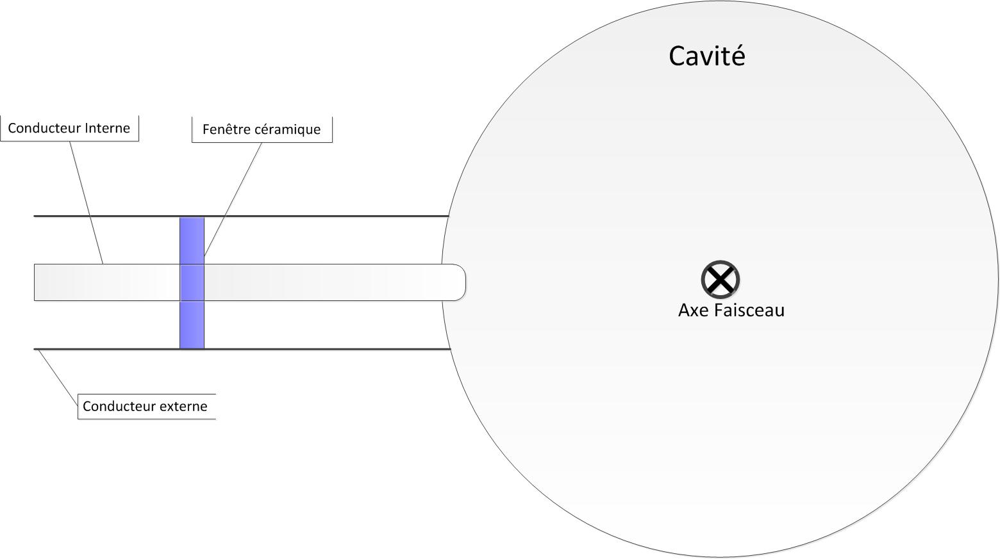 Cavité
Conducteur Interne
Fenêtre céramique
Axe Faisceau
Conducteur externe